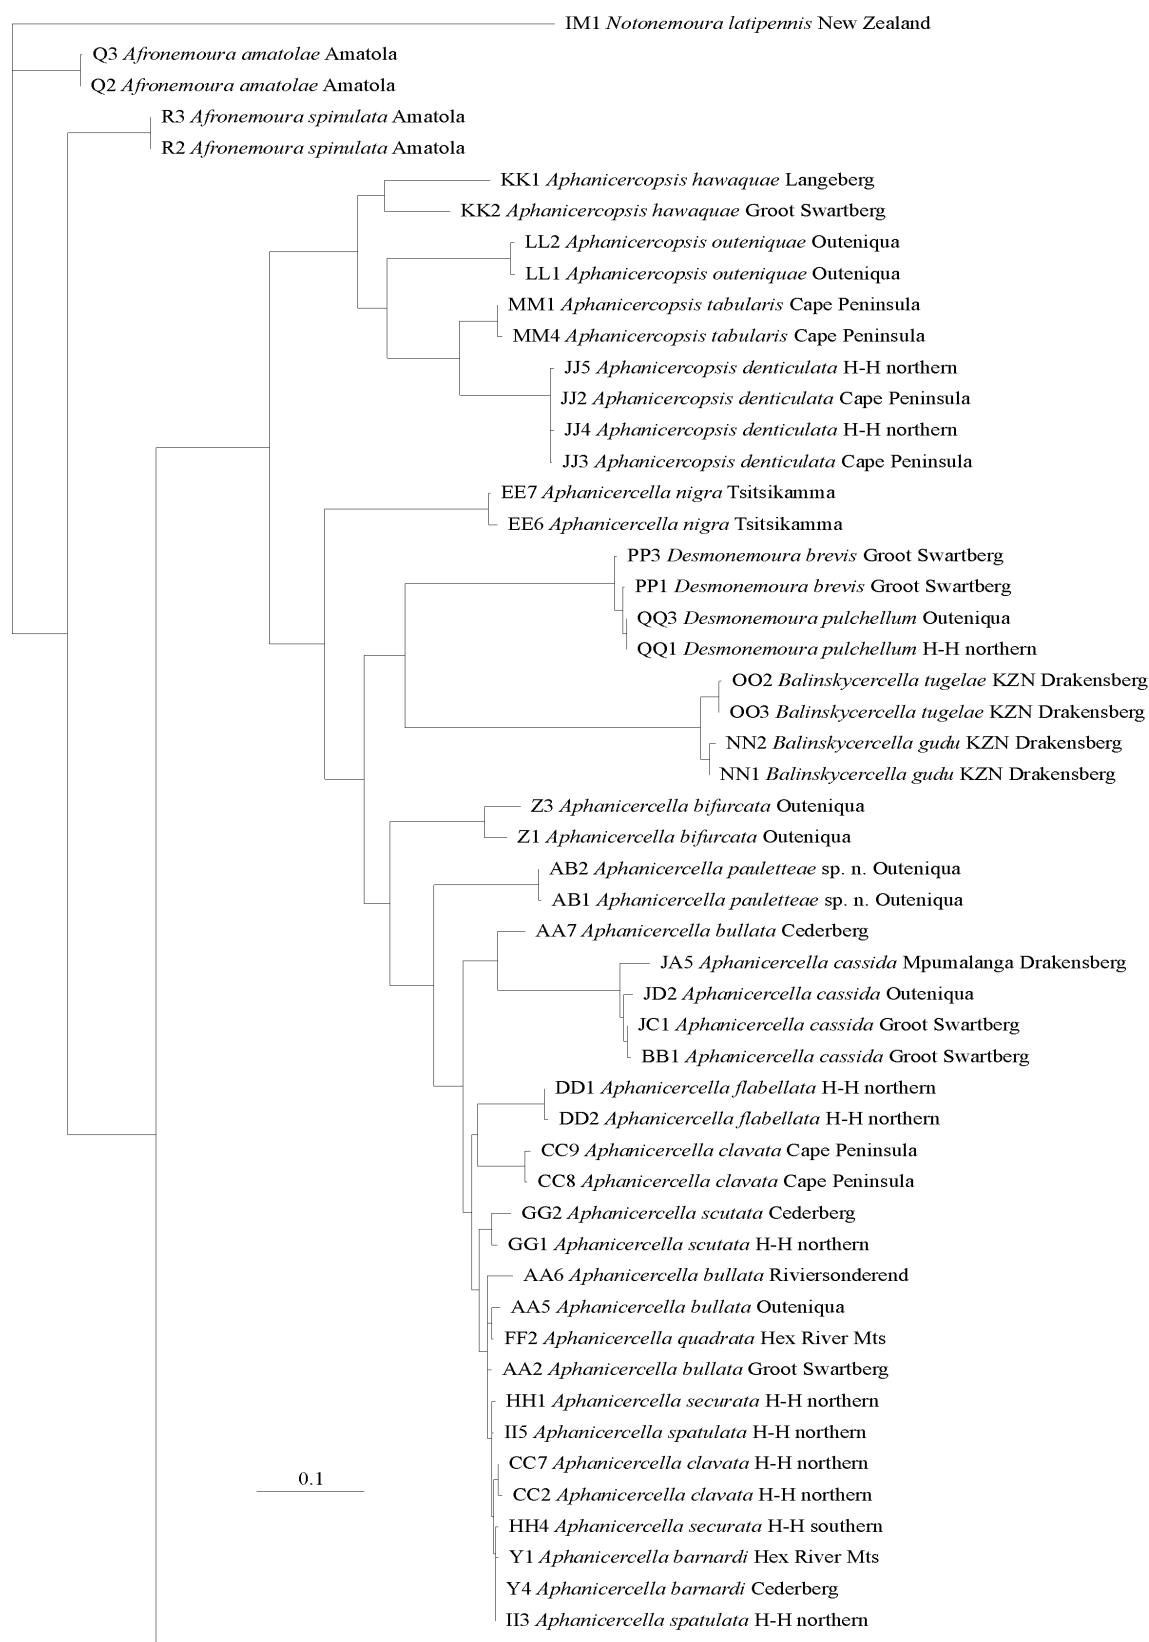 IM1 Notonemoura latipennis New Zealand
Q3 Afronemoura amatolae Amatola
Q2 Afronemoura amatolae Amatola
R3 Afronemoura spinulata Amatola
R2 Afronemoura spinulata Amatola
KK1 Aphanicercopsis hawaquae Langeberg
KK2 Aphanicercopsis hawaquae Groot Swartberg
LL2 Aphanicercopsis outeniquae Outeniqua
LL1 Aphanicercopsis outeniquae Outeniqua
MM1 Aphanicercopsis tabularis Cape Peninsula
MM4 Aphanicercopsis tabularis Cape Peninsula
JJ5 Aphanicercopsis denticulata H-H northern
JJ2 Aphanicercopsis denticulata Cape Peninsula
JJ4 Aphanicercopsis denticulata H-H northern
JJ3 Aphanicercopsis denticulata Cape Peninsula
EE7 Aphanicercella nigra Tsitsikamma
EE6 Aphanicercella nigra Tsitsikamma
PP3 Desmonemoura brevis Groot Swartberg
PP1 Desmonemoura brevis Groot Swartberg
QQ3 Desmonemoura pulchellum Outeniqua
QQ1 Desmonemoura pulchellum H-H northern
OO2 Balinskycercella tugelae KZN Drakensberg
OO3 Balinskycercella tugelae KZN Drakensberg
NN2 Balinskycercella gudu KZN Drakensberg
NN1 Balinskycercella gudu KZN Drakensberg
Z3 Aphanicercella bifurcata Outeniqua
Z1 Aphanicercella bifurcata Outeniqua
AB2 Aphanicercella pauletteae sp. n. Outeniqua
AB1 Aphanicercella pauletteae sp. n. Outeniqua
AA7 Aphanicercella bullata Cederberg
JA5 Aphanicercella cassida Mpumalanga Drakensberg
JD2 Aphanicercella cassida Outeniqua
JC1 Aphanicercella cassida Groot Swartberg
BB1 Aphanicercella cassida Groot Swartberg
DD1 Aphanicercella flabellata H-H northern
DD2 Aphanicercella flabellata H-H northern
CC9 Aphanicercella clavata Cape Peninsula
CC8 Aphanicercella clavata Cape Peninsula
GG2 Aphanicercella scutata Cederberg
GG1 Aphanicercella scutata H-H northern
AA6 Aphanicercella bullata Riviersonderend
AA5 Aphanicercella bullata Outeniqua
FF2 Aphanicercella quadrata Hex River Mts
AA2 Aphanicercella bullata Groot Swartberg
HH1 Aphanicercella securata H-H northern
II5 Aphanicercella spatulata H-H northern
CC7 Aphanicercella clavata H-H northern
0.1
CC2 Aphanicercella clavata H-H northern
HH4 Aphanicercella securata H-H southern
Y1 Aphanicercella barnardi Hex River Mts
Y4 Aphanicercella barnardi Cederberg
II3 Aphanicercella spatulata H-H northern